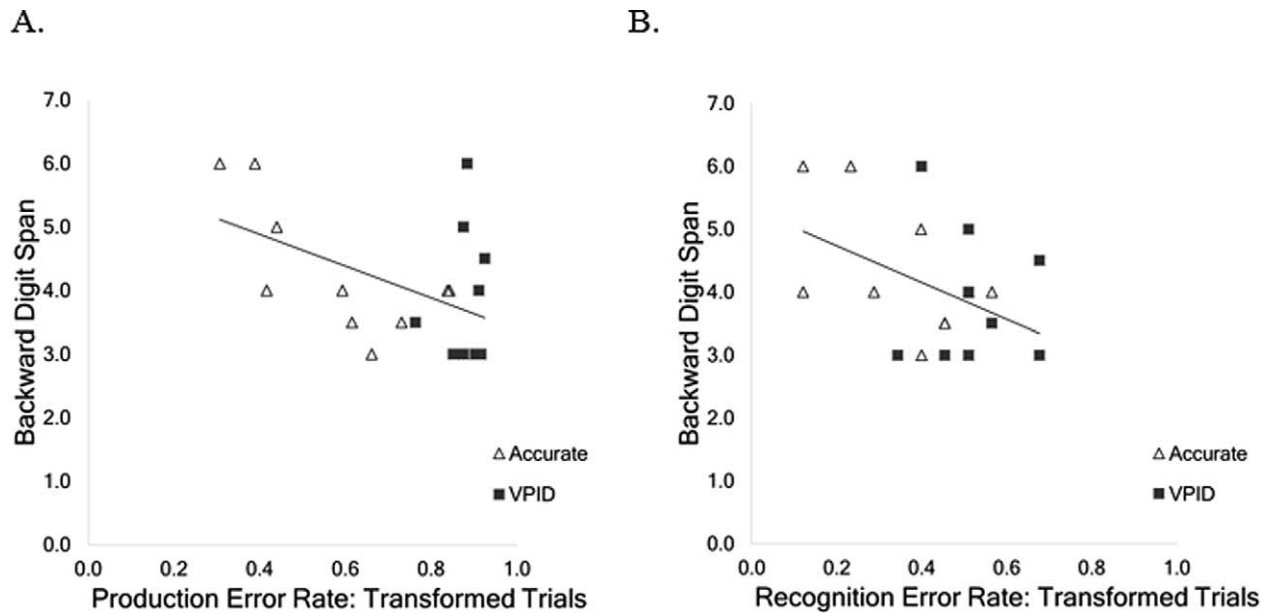 A.
B.
7.0
6.0
5.0
4.0
3.0
2.0
1.0
0.0
Backward Digit Span
0.0 0.2 0.4 0.6 0.8 1.0
Production Error Rate: Transformed Trials
Accurate
VPID
7.0
6.0
5.0
4.0
3.0
2.0
1.0
0.0
Backward Digit Span
0.0 0.2 0.4 0.6 0.8 1.0
Recognition Error Rate: Transformed Trials
Accurate
VPID